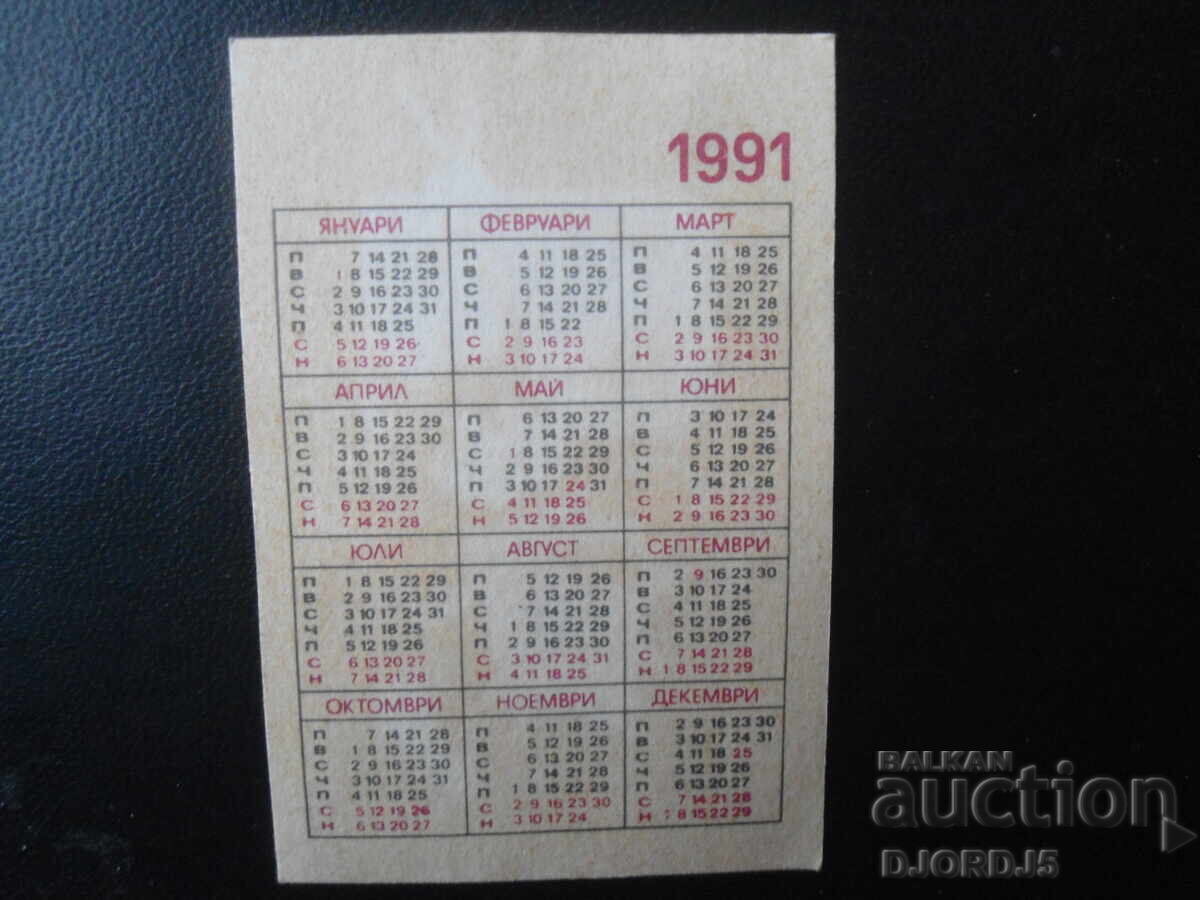 1991
ЯНУАРИ ФЕВРУАРИ МАРТ
П 7 14 21 28 П 4 11 18 25 П 4 11 18 25
В 1 8 15 22 29 В 5 12 19 26 В 5 12 19 26
С 2 9 16 23 30 С 6 13 20 27 С 6 13 20 27
Ч 3 10 17 24 31 Ч 7 14 21 28 Ч 7 14 21 28
П 4 11 18 25 П 1 8 15 22 П 1 8 15 22 29
С 5 12 19 26 С 2 9 16 23 С 2 9 16 23 30
Н 6 13 20 27 Н 3 10 17 24 Н 3 10 17 24 31
АПРИЛ МАЙ ЮНИ
П 1 8 15 22 29 П 6 13 20 27 П 3 10 17 24
В 2 9 16 23 30 В 7 14 21 28 В 4 11 18 25
С 3 10 17 24 С 1 8 15 22 29 С 5 12 19 26
Ч 4 11 18 25 Ч 2 9 16 23 30 Ч 6 13 20 27
П 5 12 19 26 П 3 10 17 24 31 П 7 14 21 28
С 6 13 20 27 С 4 11 18 25 С 1 8 15 22 29
Н 7 14 21 28 Н 5 12 19 26 Н 2 9 16 23 30
ЮЛИ АВГУСТ СЕПТЕМВРИ
П 1 8 15 22 29 П 5 12 19 26 П 2 9 16 23 30
В 2 9 16 23 30 В 6 13 20 27 В 3 10 17 24
С 3 10 17 24 31 С 7 14 21 28 С 4 11 18 25
Ч 4 11 18 25 Ч 1 8 15 22 29 Ч 5 12 19 26
П 5 12 19 26 П 2 9 16 23 30 П 6 13 20 27
С 6 13 20 27 С 3 10 17 24 31 С 7 14 21 28
Н 7 14 21 28 Н 4 11 18 25 Н 1 8 15 22 29
ОКТОМВРИ НОЕМВРИ ДЕКЕМВРИ
П 7 14 21 28 П 4 11 18 25 П 2 9 16 23 30
В 1 8 15 22 29 В 5 12 19 26 В 3 10 17 24 31
С 2 9 16 23 30 С 6 13 20 27 С 4 11 18 25
Ч 3 10 17 24 31 Ч 7 14 21 28 Ч 5 12 19 26
П 4 11 18 25 П 1 8 15 22 29 П 6 13 20 27
С 5 12 19 26 С 2 9 16 23 30 С 7 14 21 28
Н 6 13 20 27 Н 3 10 17 24 Н 1 8 15 22 29
BALKAN
auction
DJORDJ5